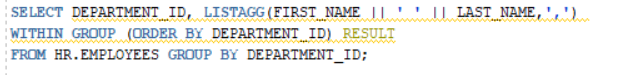 SELECT DEPARTMENT_ID, LISTAGG(FIRST_NAME || ' ' || LAST_NAME,',')
WITHIN GROUP (ORDER BY DEPARTMENT_ID) RESULT
FROM HR.EMPLOYEES GROUP BY DEPARTMENT_ID;